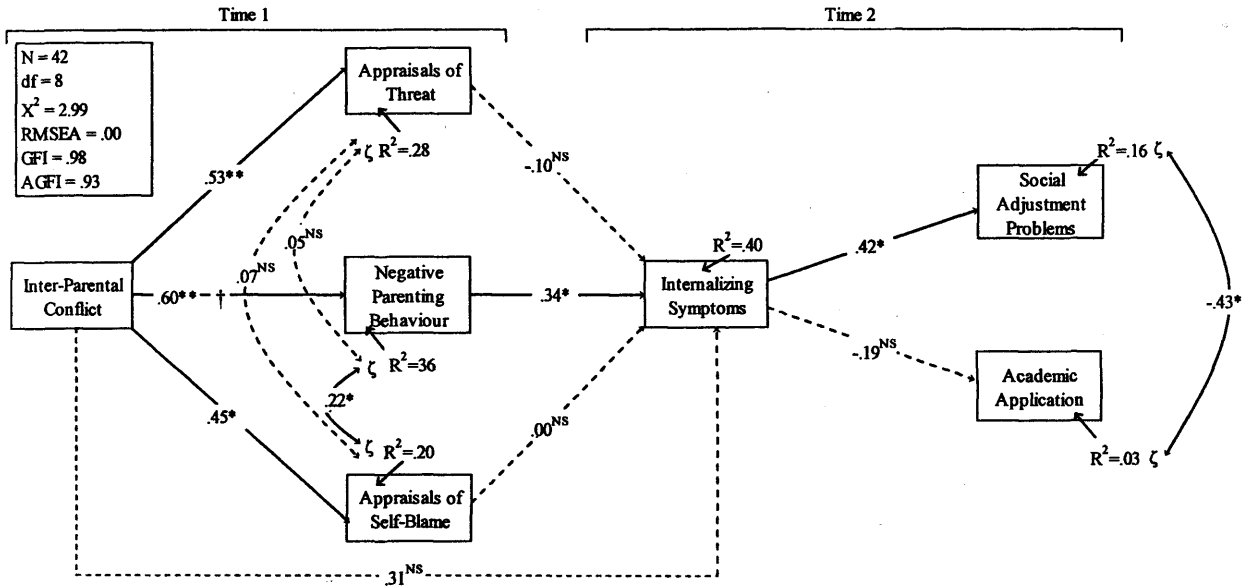 Time 1
Time 2
N = 42
df = 8
X² = 2.99
RMSEA = .00
GFI = .98
AGFI = .93
Appraisals of
Threat
ζ R²=.28
.53**
-.10ᴺˢ
R²=.16 ζ
Social
Adjustment
Problems
.05ᴺˢ
.07ᴺˢ
R²=.40
.42*
Inter-Parental
Conflict
.60** †
Negative
Parenting
Behaviour
.34*
Internalizing
Symptoms
-.43*
ζ R²=36
-.19ᴺˢ
.22*
Academic
Application
.45*
.00ᴺˢ
ζ R²=.20
R²=.03 ζ
Appraisals of
Self-Blame
.31ᴺˢ